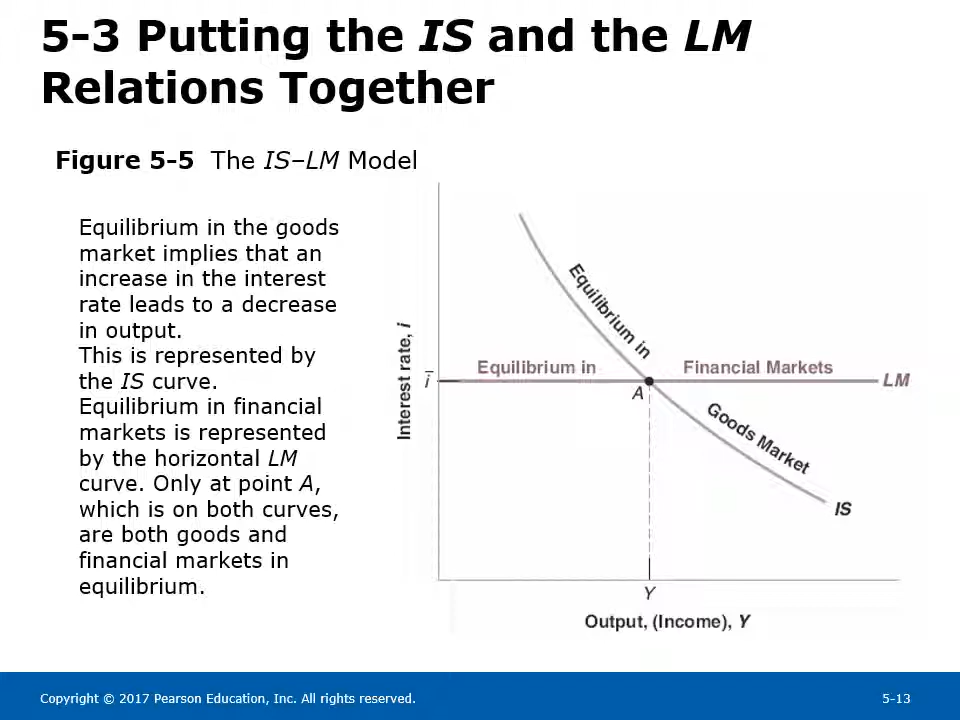 5-3 Putting the IS and the LM
Relations Together
Figure 5-5 The IS–LM Model
Equilibrium in the goods
market implies that an
increase in the interest
rate leads to a decrease
in output.
This is represented by
the IS curve.
Equilibrium in financial
markets is represented
by the horizontal LM
curve. Only at point A,
which is on both curves,
are both goods and
financial markets in
equilibrium.
Interest rate, i
Equilibrium in
Equilibrium in
Financial Markets
LM
i̅
A
Goods Market
IS
Y
Output, (Income), Y
Copyright © 2017 Pearson Education, Inc. All rights reserved.
5-13